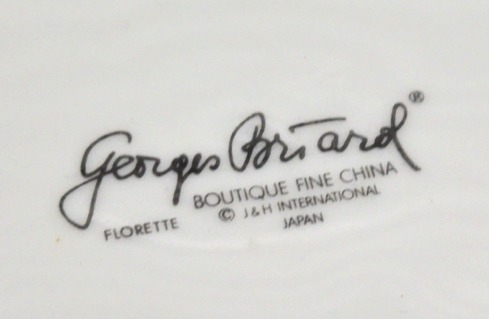 Georges Briard®
BOUTIQUE FINE CHINA
© J & H INTERNATIONAL
FLORETTE
JAPAN